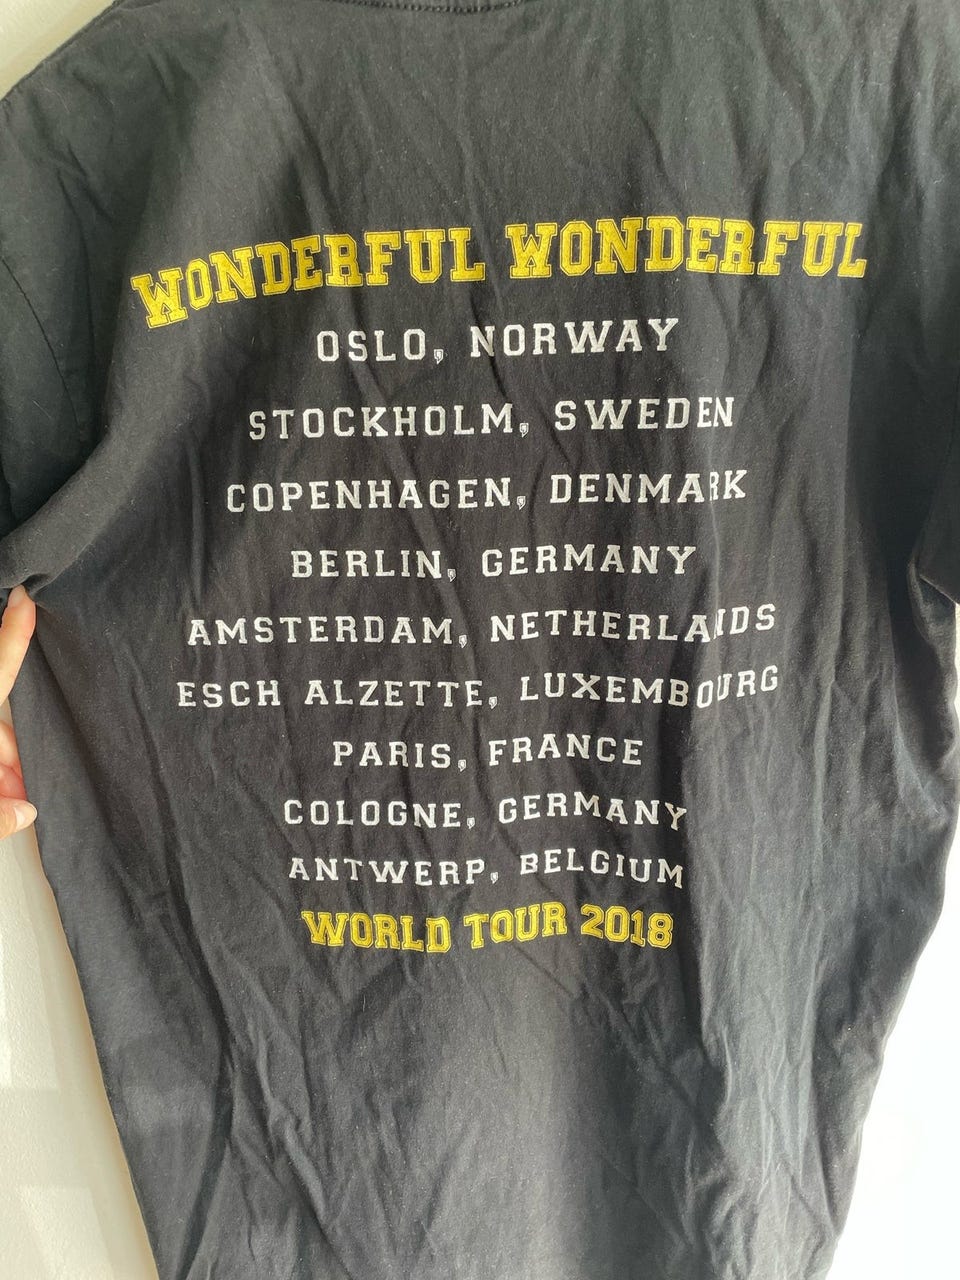 WONDERFUL WONDERFUL
OSLO, NORWAY
STOCKHOLM, SWEDEN
COPENHAGEN, DENMARK
BERLIN, GERMANY
AMSTERDAM, NETHERLANDS
ESCH ALZETTE, LUXEMBOURG
PARIS, FRANCE
COLOGNE, GERMANY
ANTWERP, BELGIUM
WORLD TOUR 2018